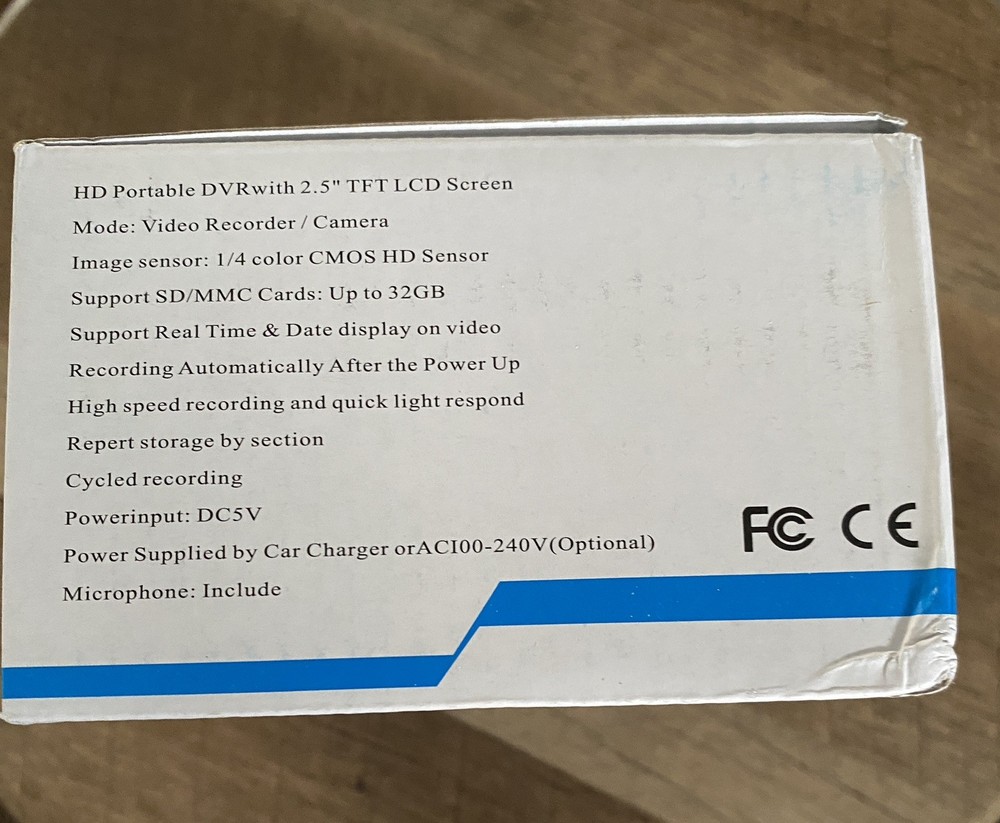 HD Portable DVRwith 2.5" TFT LCD Screen
Mode: Video Recorder / Camera
Image sensor: 1/4 color CMOS HD Sensor
Support SD/MMC Cards: Up to 32GB
Support Real Time & Date display on video
Recording Automatically After the Power Up
High speed recording and quick light respond
Repert storage by section
Cycled recording
Powerinput: DC5V
Power Supplied by Car Charger orACI00-240V(Optional)
Microphone: Include
FC CE